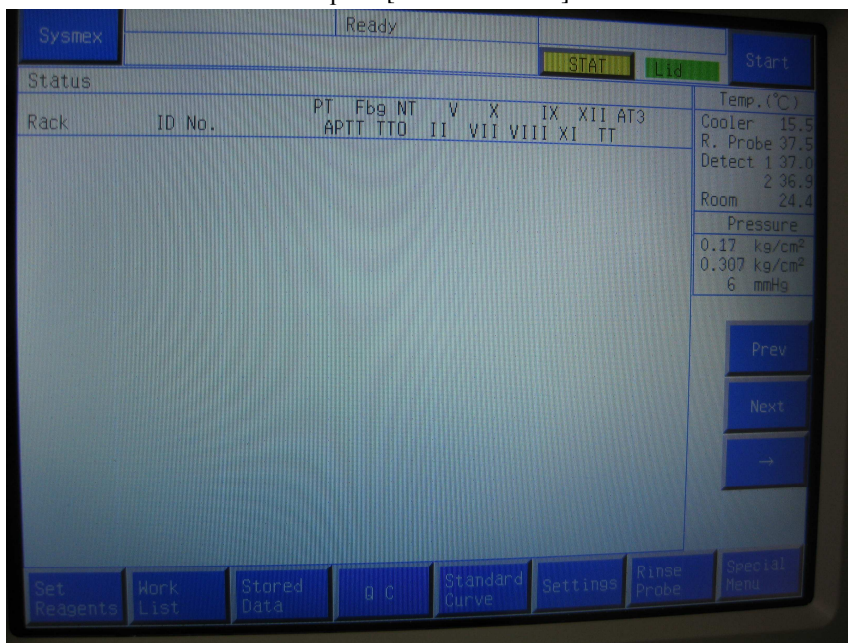 Sysmex
Ready
STAT
Lid
Start
Status
Rack
ID No.
PT Fbg NT V X IX XII AT3
APTT TTO II VII VIII XI TT
Temp.(℃)
Cooler 15.5
R. Probe 37.5
Detect 1 37.0
2 36.9
Room 24.4
Pressure
0.17 kg/cm²
0.307 kg/cm²
6 mmHg
Prev
Next
→
Set
Reagents
Work
List
Stored
Data
Q C
Standard
Curve
Settings
Rinse
Probe
Special
Menu